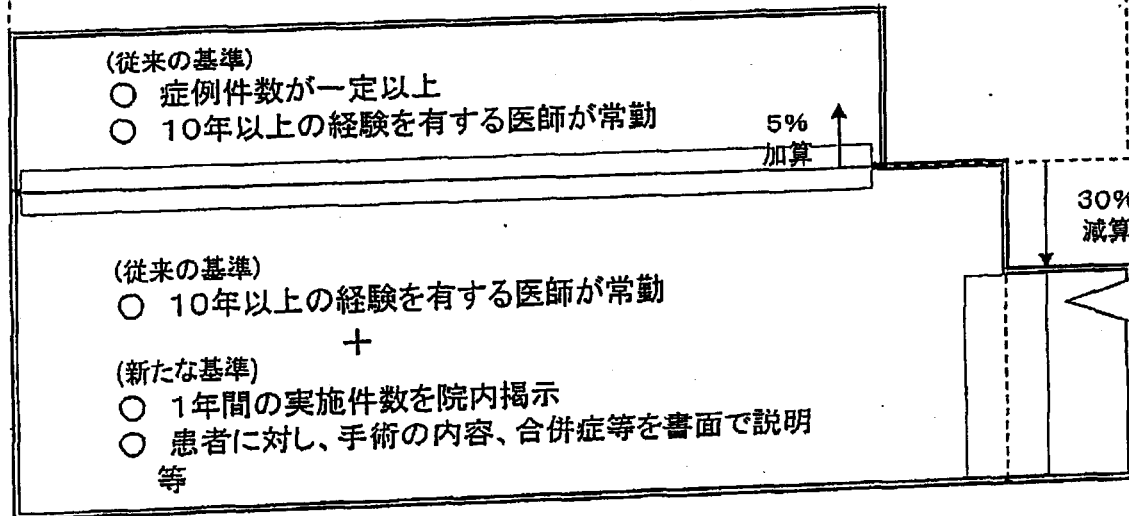 (従来の基準)
○ 症例件数が一定以上
○ 10年以上の経験を有する医師が常勤
5%
加算
30%
減算
(従来の基準)
○ 10年以上の経験を有する医師が常勤
+
(新たな基準)
○ 1年間の実施件数を院内掲示
○ 患者に対し、手術の内容、合併症等を書面で説明
等